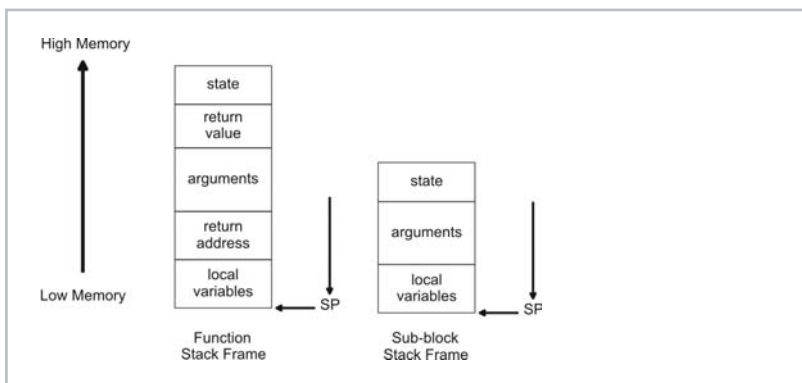 High Memory
state
return
value
arguments
return
address
local
variables
Low Memory
SP
Function
Stack Frame
state
arguments
local
variables
SP
Sub-block
Stack Frame